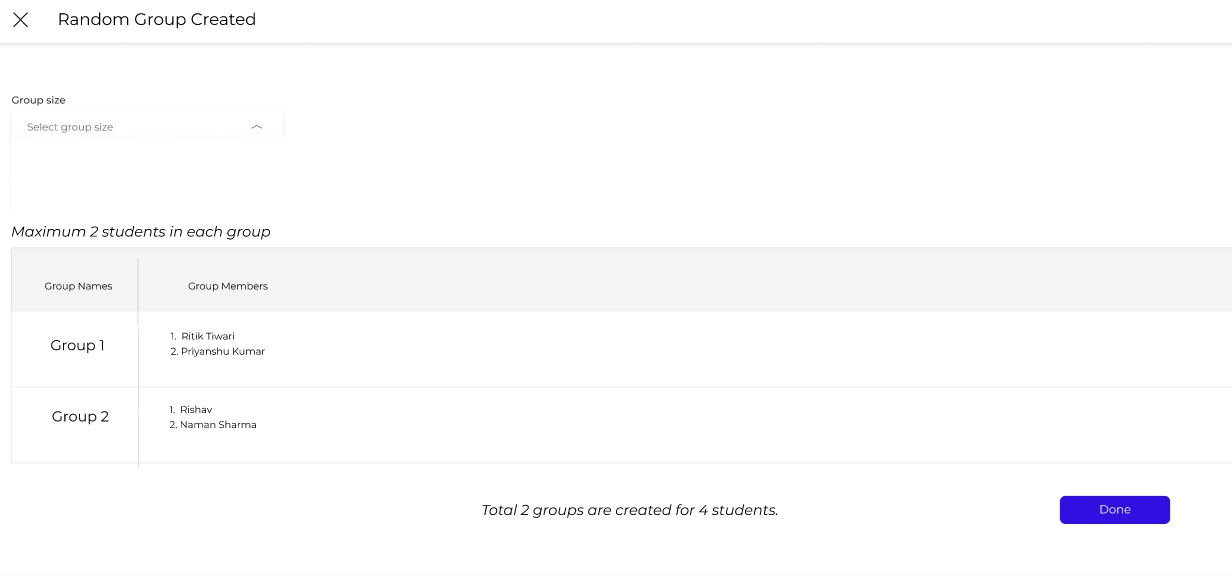 Random Group Created
Group size
Select group size
Maximum 2 students in each group
Group Names Group Members
Group 1
1. Ritik Tiwari
2. Priyanshu Kumar
Group 2
1. Rishav
2. Naman Sharma
Total 2 groups are created for 4 students.
Done